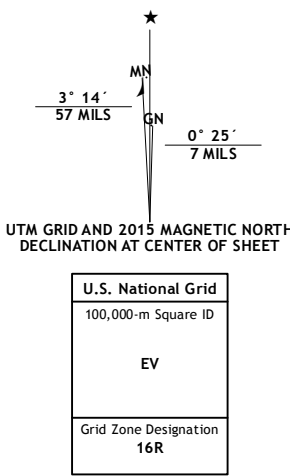 ★
MN
3° 14´
57 MILS
GN
0° 25´
7 MILS
UTM GRID AND 2015 MAGNETIC NORTH
DECLINATION AT CENTER OF SHEET
U.S. National Grid
100,000-m Square ID
EV
Grid Zone Designation
16R